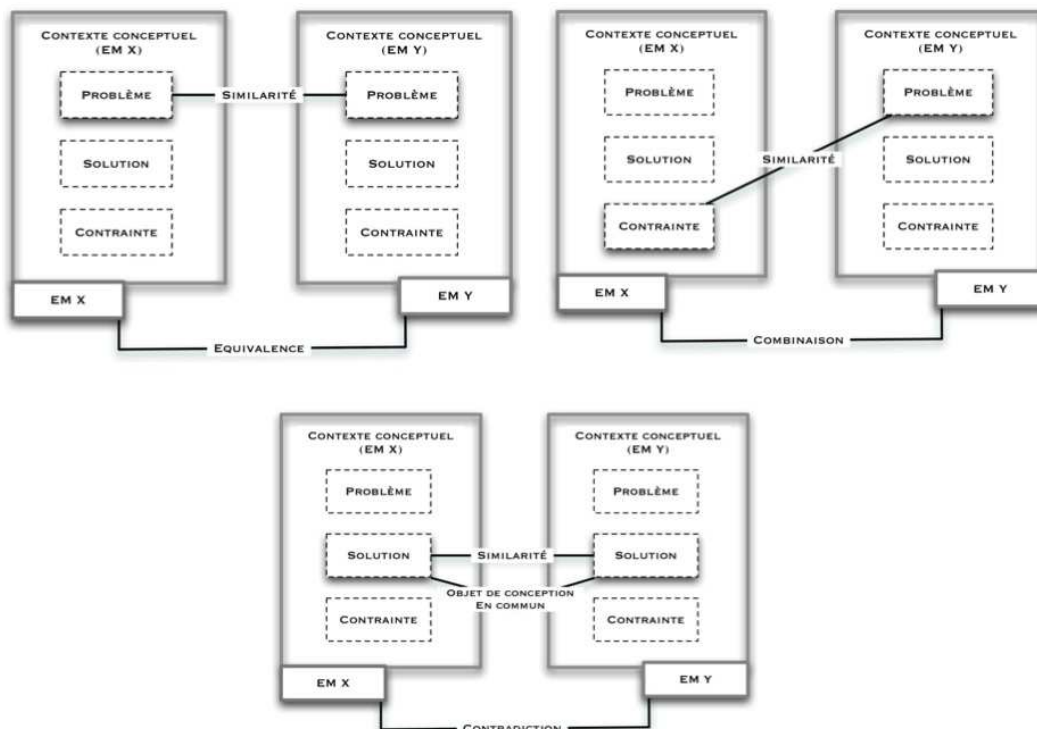 CONTEXTE CONCEPTUEL
(EM X)
PROBLÈME
SOLUTION
CONTRAINTE
EM X
CONTEXTE CONCEPTUEL
(EM Y)
PROBLÈME
SOLUTION
CONTRAINTE
EM Y
SIMILARITÉ
EQUIVALENCE
CONTEXTE CONCEPTUEL
(EM X)
PROBLÈME
SOLUTION
CONTRAINTE
EM X
CONTEXTE CONCEPTUEL
(EM Y)
PROBLÈME
SOLUTION
CONTRAINTE
EM Y
SIMILARITÉ
COMBINAISON
CONTEXTE CONCEPTUEL
(EM X)
PROBLÈME
SOLUTION
CONTRAINTE
EM X
CONTEXTE CONCEPTUEL
(EM Y)
PROBLÈME
SOLUTION
CONTRAINTE
EM Y
SIMILARITÉ
OBJET DE CONCEPTION
EN COMMUN
CONTRADICTION